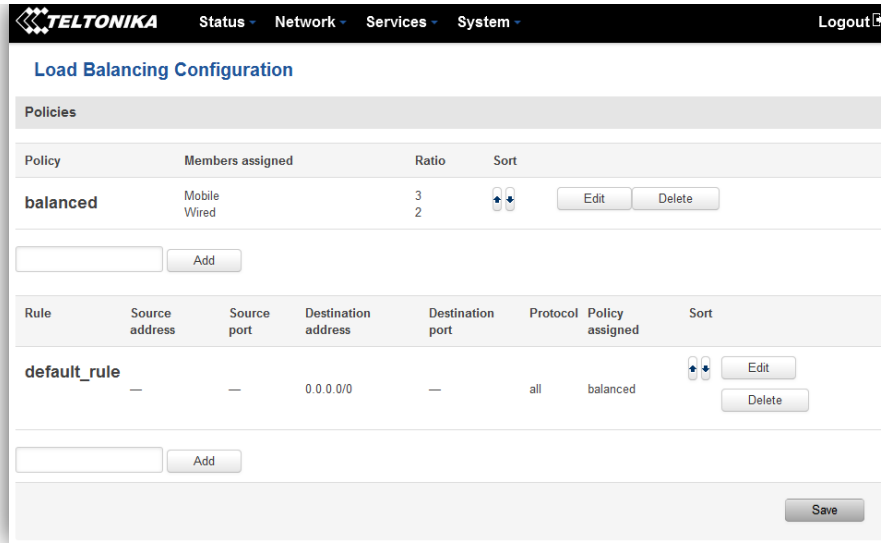 TELTONIKA Status Network Services System Logout
Load Balancing Configuration
Policies
Policy Members assigned Ratio Sort
balanced Mobile 3 Edit Delete
Wired 2
Add
Rule Source address Source port Destination address Destination port Protocol Policy assigned Sort
default_rule — — 0.0.0.0/0 — all balanced Edit
Delete
Add
Save